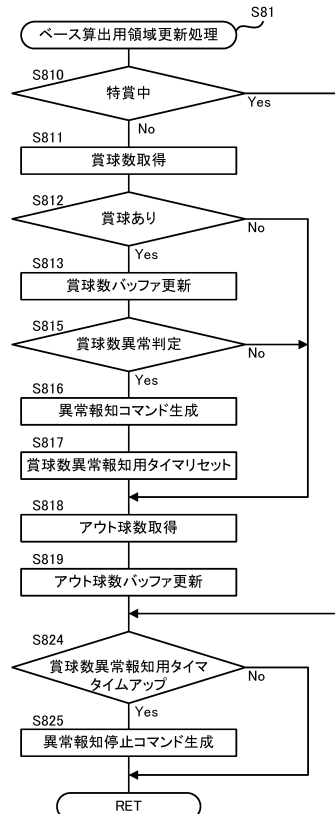 S81
ベース算出用領域更新処理
S810
特賞中
Yes
No
S811
賞球数取得
S812
賞球あり
No
Yes
S813
賞球数バッファ更新
S815
賞球数異常判定
No
Yes
S816
異常報知コマンド生成
S817
賞球数異常報知用タイマリセット
S818
アウト球数取得
S819
アウト球数バッファ更新
S824
賞球数異常報知用タイマ
タイムアップ
No
Yes
S825
異常報知停止コマンド生成
RET